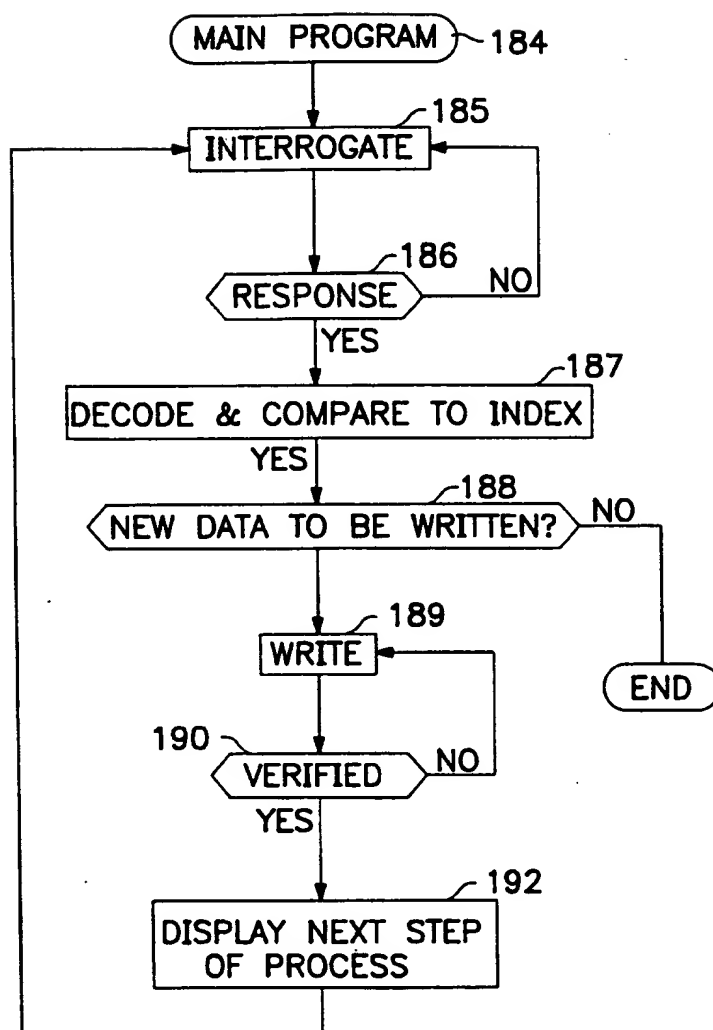 MAIN PROGRAM
184
185
INTERROGATE
186
RESPONSE
NO
YES
187
DECODE & COMPARE TO INDEX
YES
188
NEW DATA TO BE WRITTEN?
NO
189
WRITE
END
190
VERIFIED
NO
YES
192
DISPLAY NEXT STEP
OF PROCESS